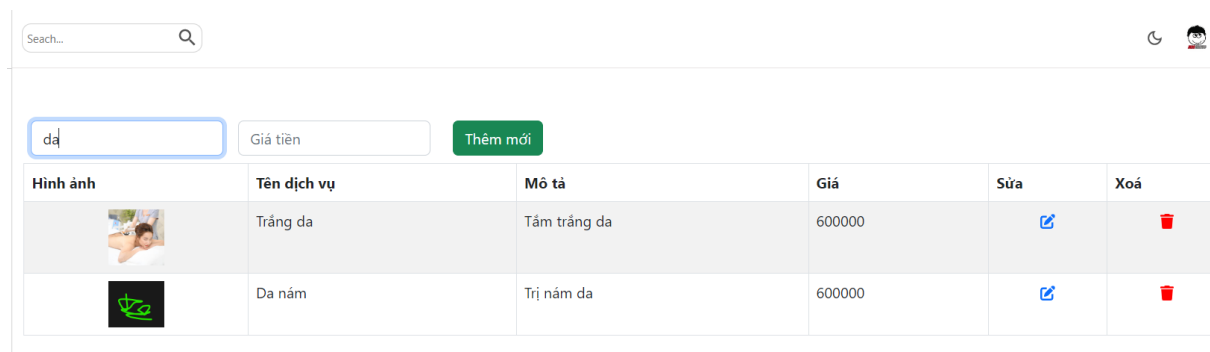 Seach...
da
Giá tiền
Thêm mới
Hình ảnh Tên dịch vụ Mô tả Giá Sửa Xoá
Trắng da Tắm trắng da 600000
Da nám Trị nám da 600000